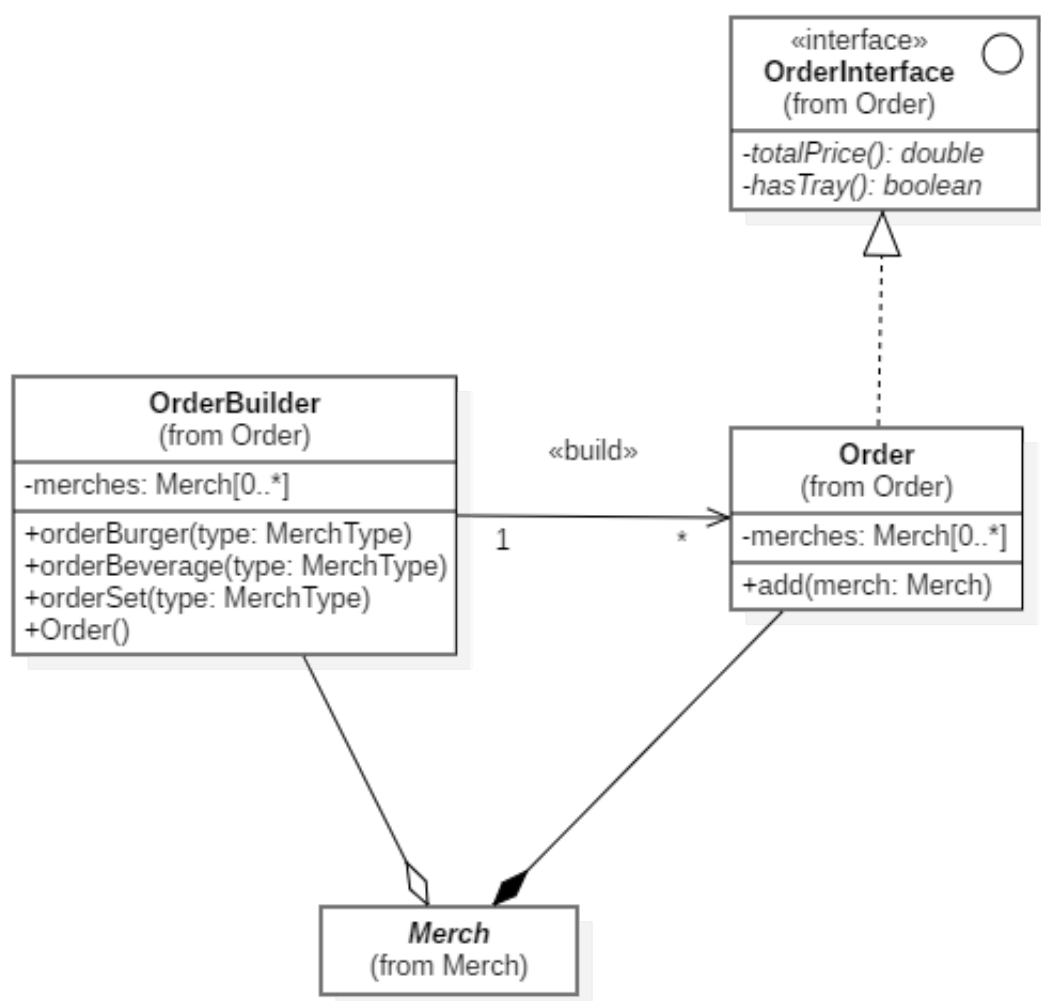 «interface»
OrderInterface
(from Order)
-totalPrice(): double
-hasTray(): boolean
OrderBuilder
(from Order)
-merches: Merch[0..*]
+orderBurger(type: MerchType)
+orderBeverage(type: MerchType)
+orderSet(type: MerchType)
+Order()
«build»
1
*
Order
(from Order)
-merches: Merch[0..*]
+add(merch: Merch)
Merch
(from Merch)